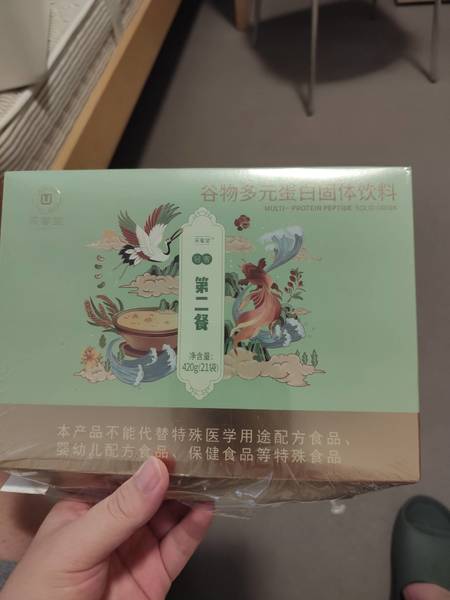 谷物多元蛋白固体饮料
MULTI- PROTEIN PEPTIDE SOLID DRINK
第二餐
净含量:
420g(21袋)
本产品不能代替特殊医学用途配方食品、
婴幼儿配方食品、保健食品等特殊食品